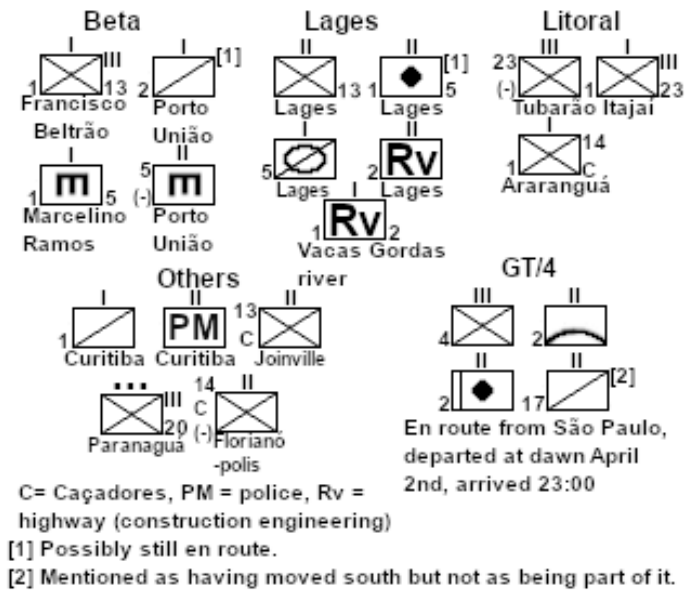 Beta Lages Litoral
I I II II III I
III [1] [1] 23 III
1 13 2 13 1 5 (-) 1 23
Francisco Porto Lages Lages Tubarão Itajaí
Beltrão União
I II I II I
5 14
1 m 5 (-) m 5 2 Rv 1 C
Marcelino Porto Lages Lages Araranguá
Ramos União
I
1 Rv 2
Vacas Gordas
river
Others GT/4
I II II III II
13
1 PM C 4 2
Curitiba Curitiba Joinville
... II II II
III 14 [2]
20 C (-) 2 17
Paranaguá Florianó
-polis
En route from São Paulo,
departed at dawn April
2nd, arrived 23:00
C= Caçadores, PM = police, Rv =
highway (construction engineering)
[1] Possibly still en route.
[2] Mentioned as having moved south but not as being part of it.